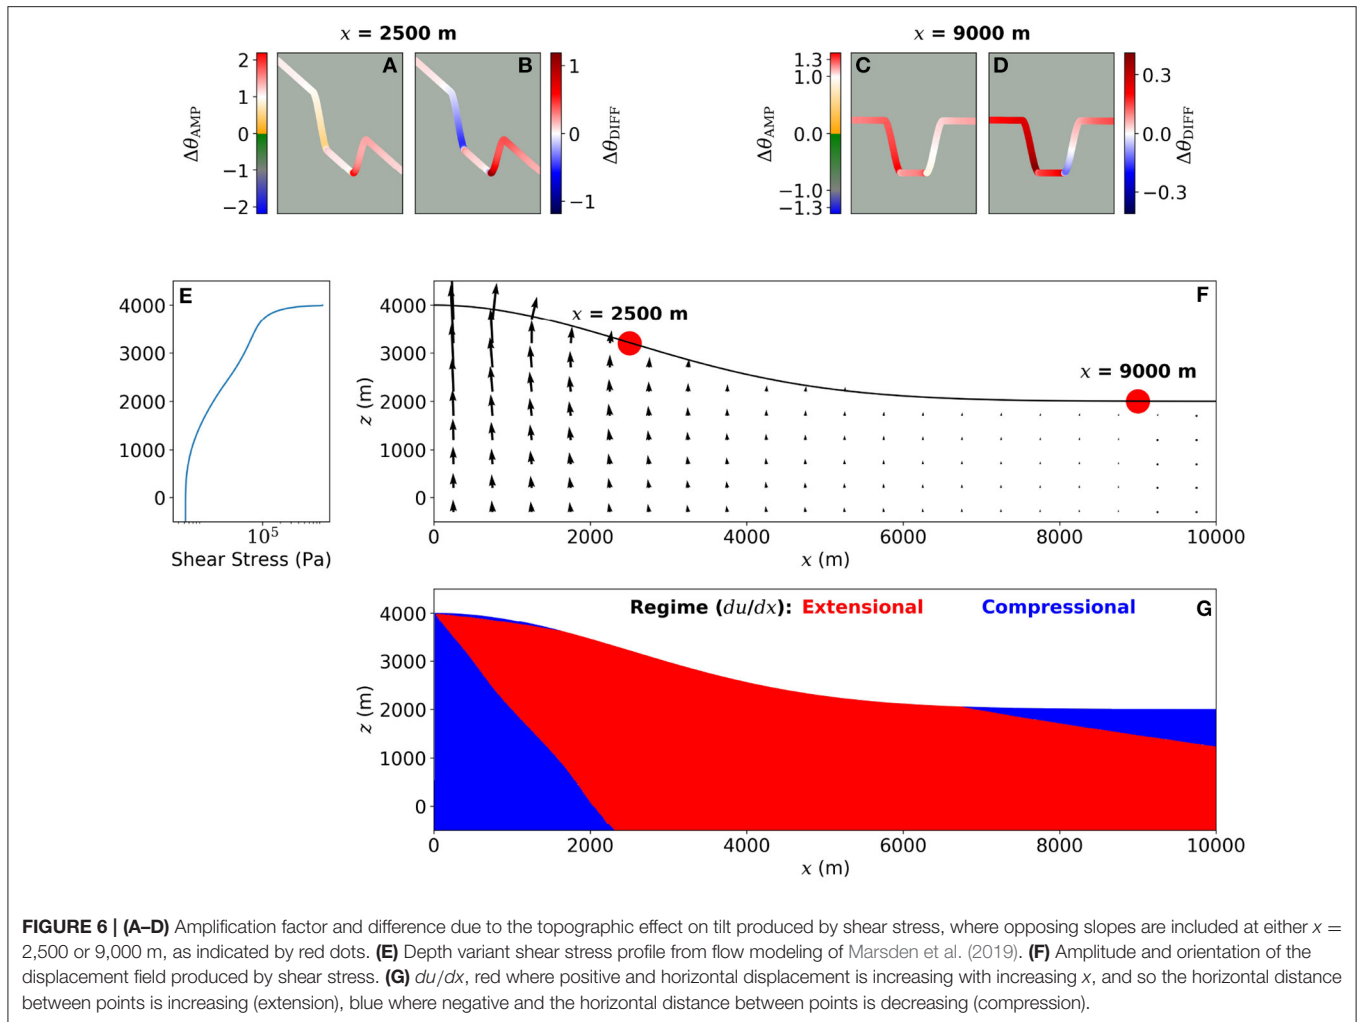 x = 2500 m
x = 9000 m
A
B
C
D
2
1
0
−1
−2
Δθ_AMP
1
0
−1
Δθ_DIFF
1.3
1.0
0.0
−1.0
−1.3
Δθ_AMP
0.3
0.0
−0.3
Δθ_DIFF
E
4000
3000
2000
1000
0
10^5
Shear Stress (Pa)
F
x = 2500 m
x = 9000 m
4000
3000
2000
1000
0
z (m)
0 2000 4000 6000 8000 10000
x (m)
Regime (du/dx): Extensional Compressional
G
4000
3000
2000
1000
0
z (m)
0 2000 4000 6000 8000 10000
x (m)
FIGURE 6 | (A–D) Amplification factor and difference due to the topographic effect on tilt produced by shear stress, where opposing slopes are included at either x =
2,500 or 9,000 m, as indicated by red dots. (E) Depth variant shear stress profile from flow modeling of Marsden et al. (2019). (F) Amplitude and orientation of the
displacement field produced by shear stress. (G) du/dx, red where positive and horizontal displacement is increasing with increasing x, and so the horizontal distance
between points is increasing (extension), blue where negative and the horizontal distance between points is decreasing (compression).